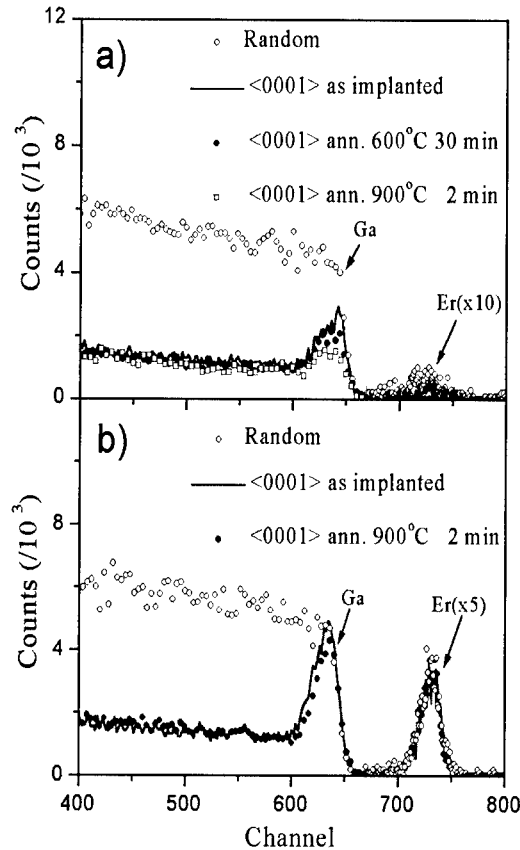 12
a)
Random
<0001> as implanted
<0001> ann. 600°C 30 min
<0001> ann. 900°C 2 min
8
4
0
Counts (/10³)
Ga
Er(x10)
b)
Random
<0001> as implanted
<0001> ann. 900°C 2 min
8
4
0
Counts (/10³)
Ga
Er(x5)
400 500 600 700 800
Channel